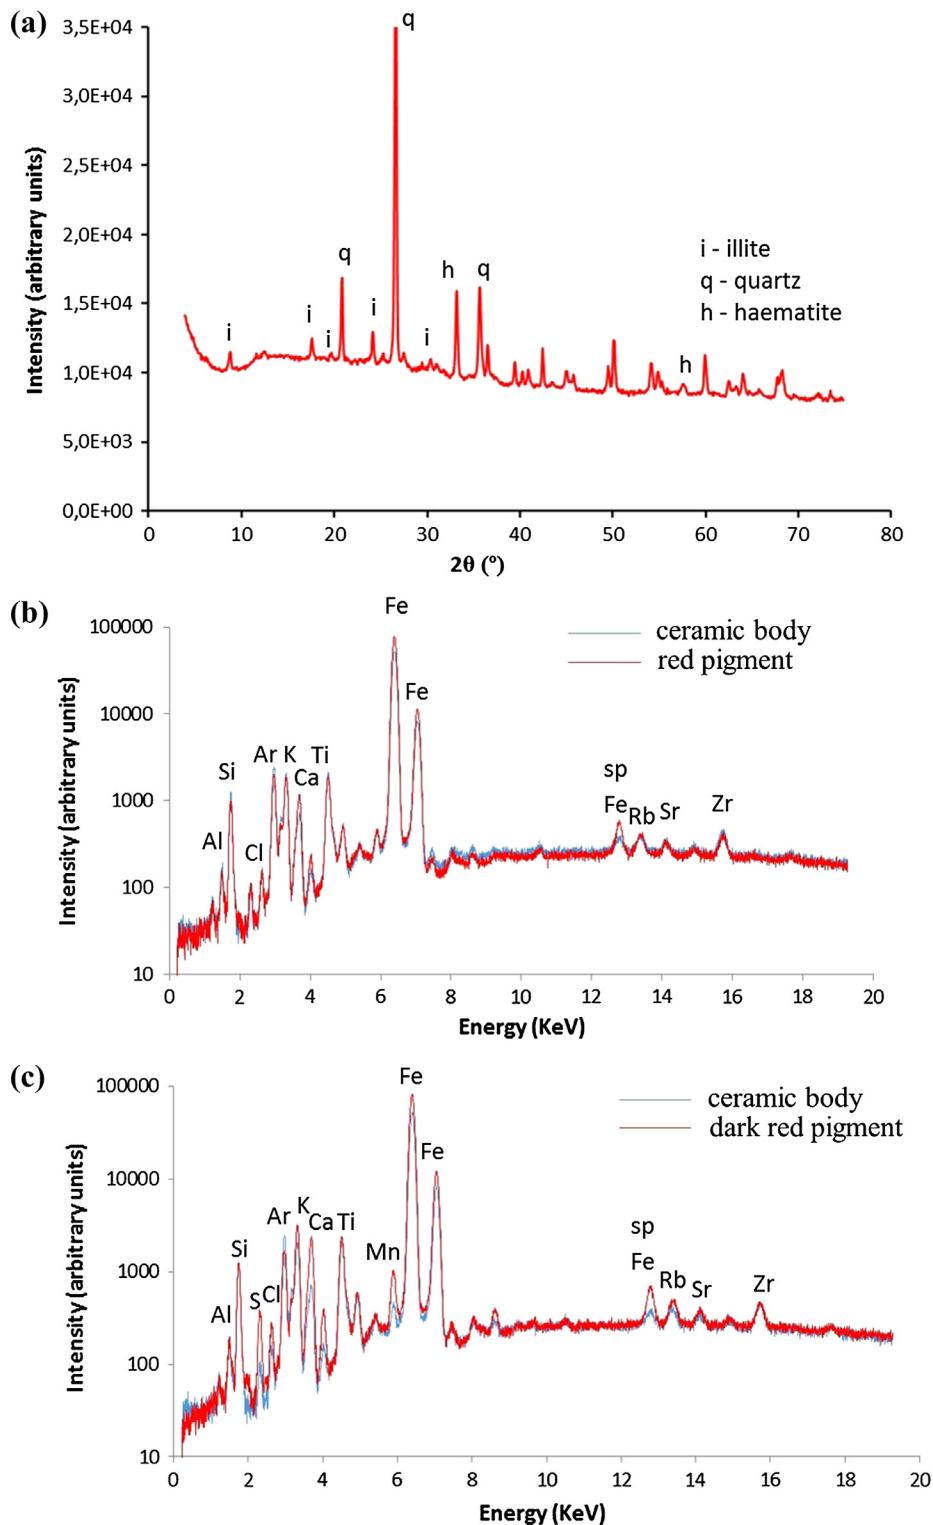 (a)
3,5E+04
3,0E+04
2,5E+04
2,0E+04
1,5E+04
1,0E+04
5,0E+03
0,0E+00
Intensity (arbitrary units)
q
q
i
i
i
i
i
h
q
h
i - illite
q - quartz
h - haematite
0 10 20 30 40 50 60 70 80
2θ (°)
(b)
100000
10000
1000
100
10
Intensity (arbitrary units)
Fe
Fe
ceramic body
red pigment
Ar K Ti
Si
Ca
Al Cl
sp
Fe Rb Sr Zr
0 2 4 6 8 10 12 14 16 18 20
Energy (KeV)
(c)
100000
10000
1000
100
10
Intensity (arbitrary units)
Fe
Fe
ceramic body
dark red pigment
Ar K Ca Ti
Mn
Si
Al S Cl
sp
Fe Rb Sr Zr
0 2 4 6 8 10 12 14 16 18 20
Energy (KeV)